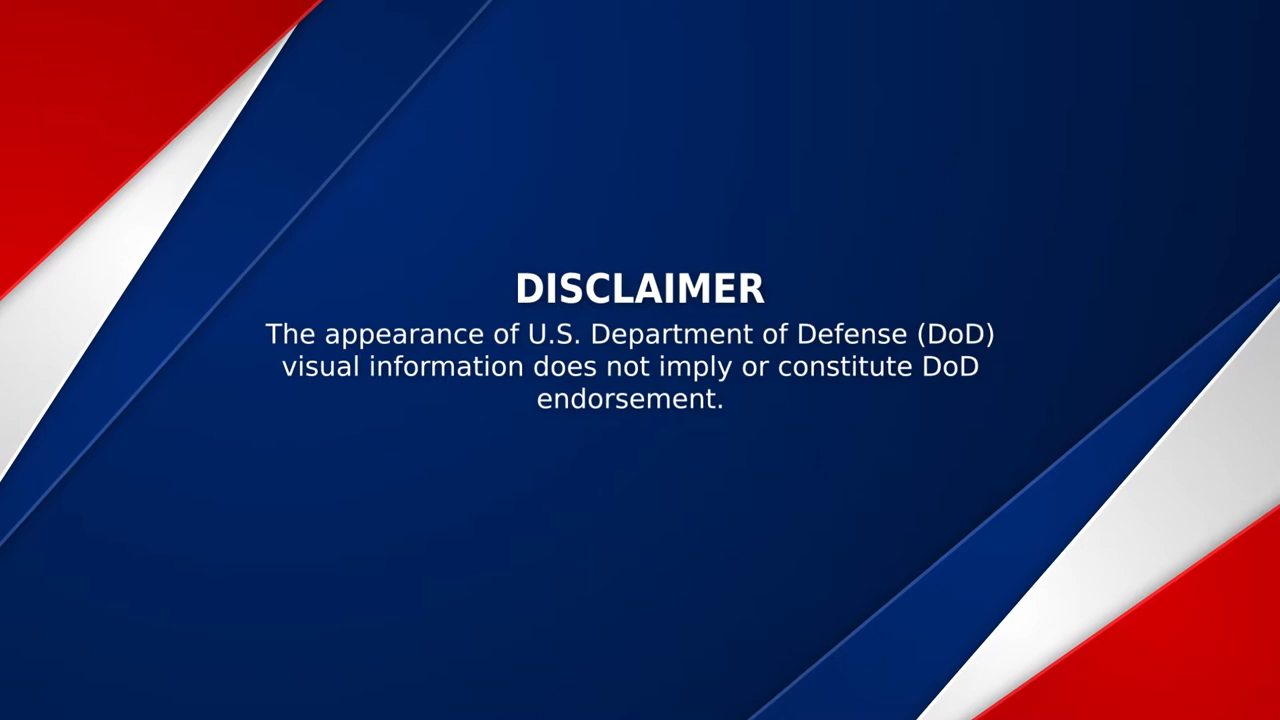 DISCLAIMER
The appearance of U.S. Department of Defense (DoD)
visual information does not imply or constitute DoD
endorsement.